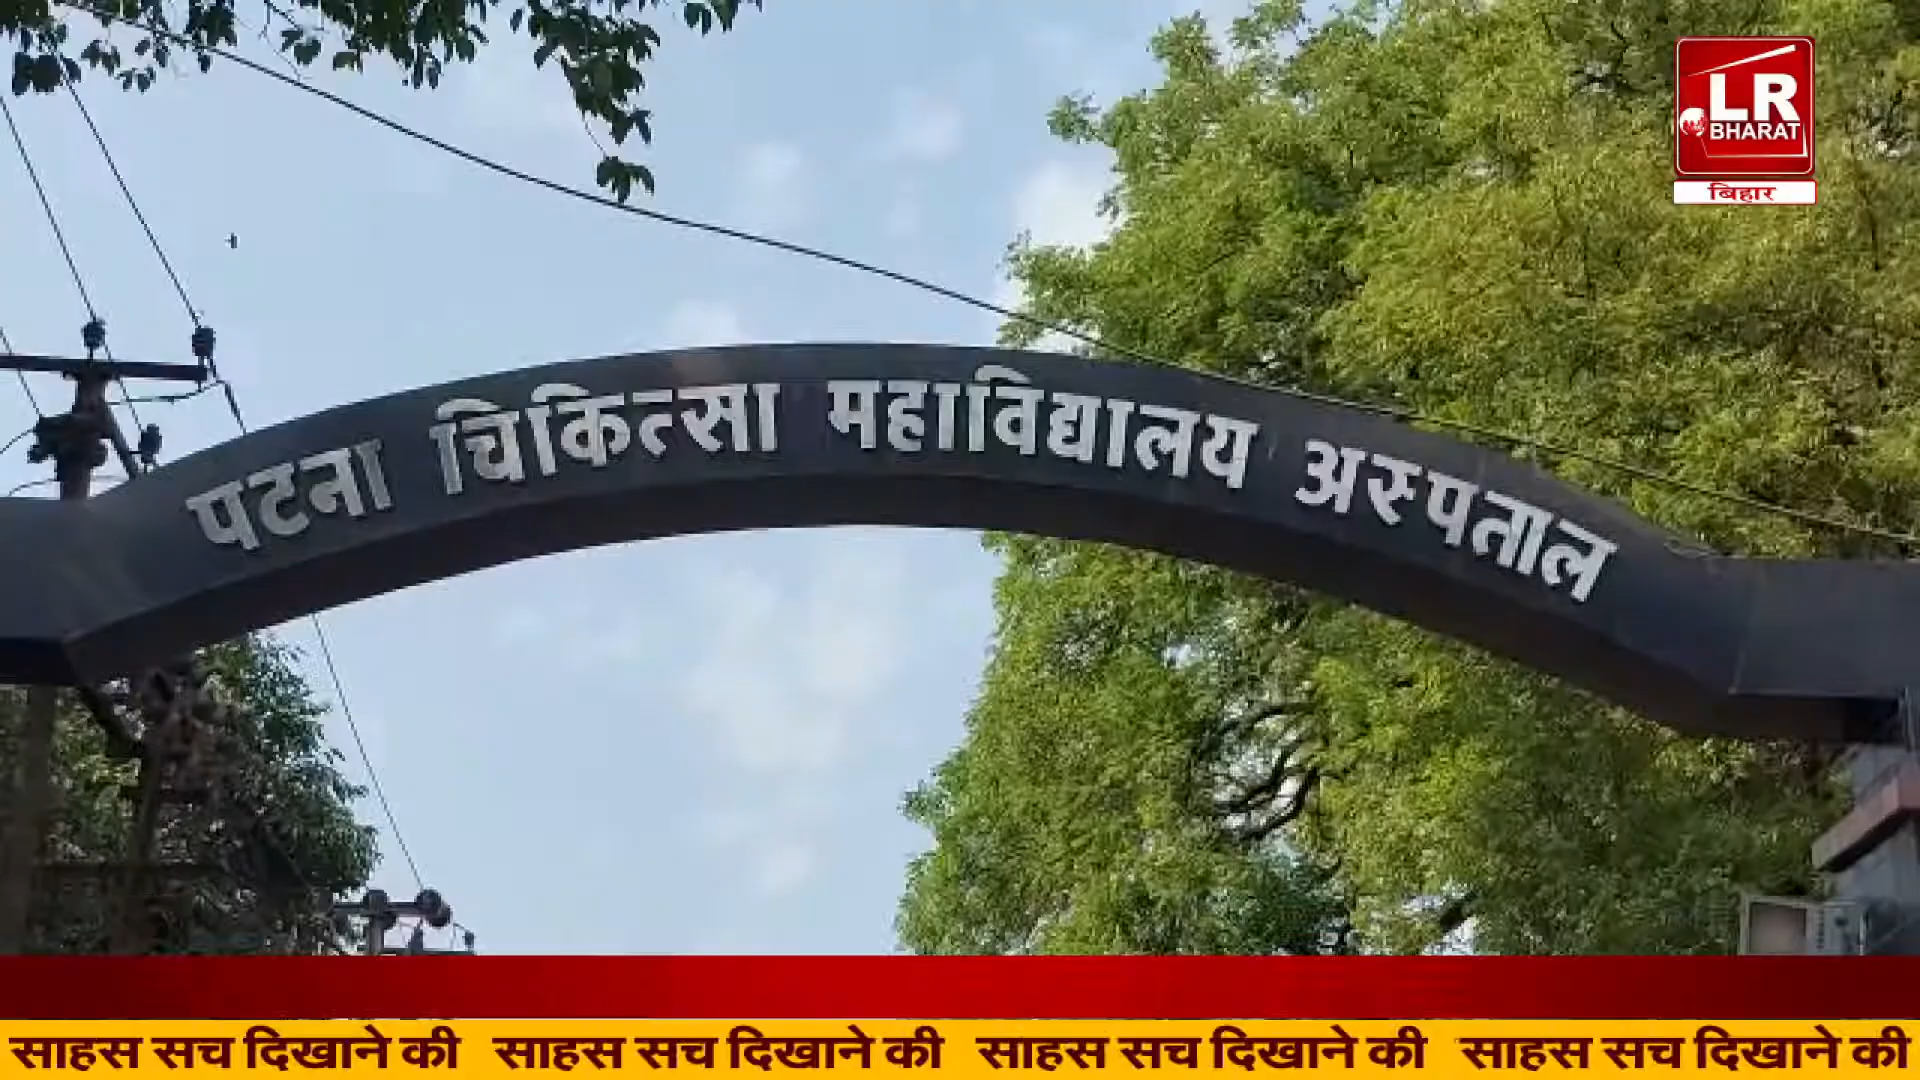 LR
BHARAT
बिहार
पटना चिकित्सा महाविद्यालय अस्पताल
साहस सच दिखाने की साहस सच दिखाने की साहस सच दिखाने की साहस सच दिखाने की